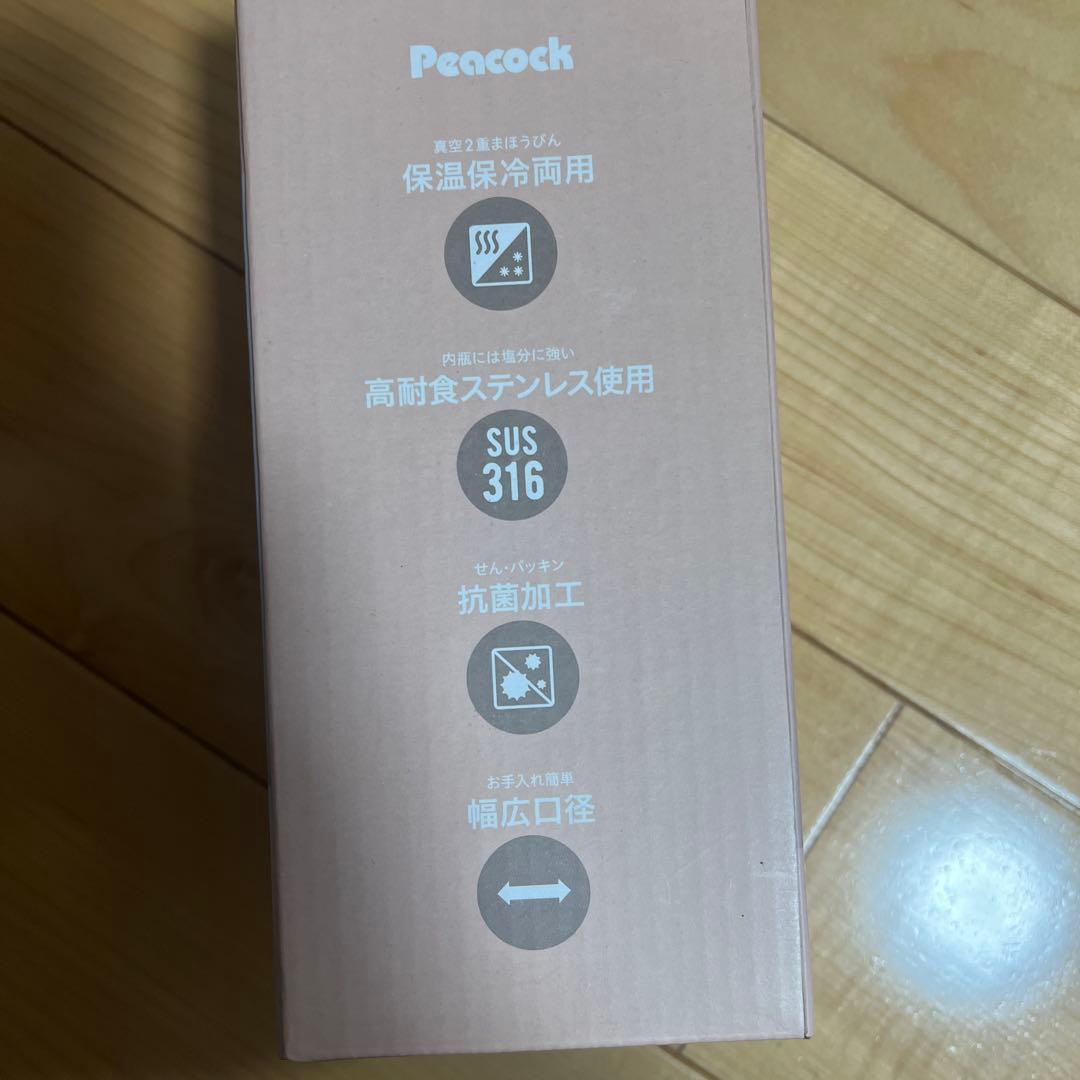 Peacock
真空2重まほうびん
保温保冷両用
内瓶には塩分に強い
高耐食ステンレス使用
SUS
316
せん・パッキン
抗菌加工
お手入れ簡単
幅広口径